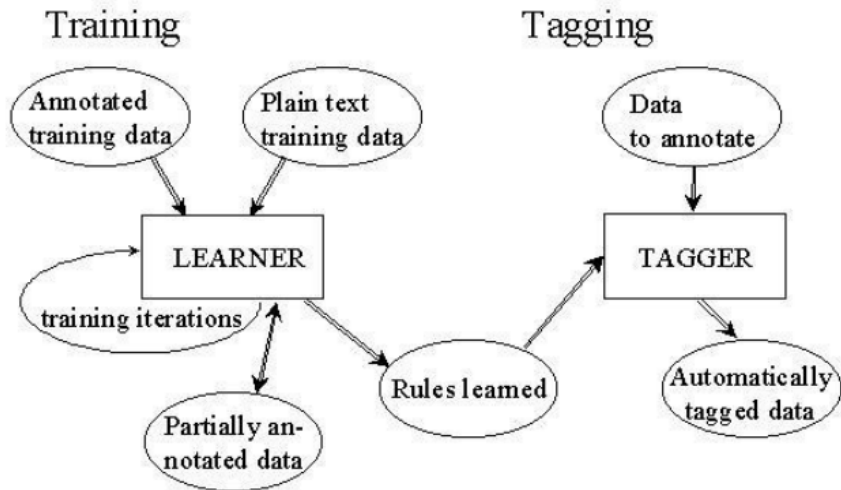 Training
Tagging
Annotated
training data
Plain text
training data
Data
to annotate
LEARNER
TAGGER
training iterations
Rules learned
Partially an-
notated data
Automatically
tagged data